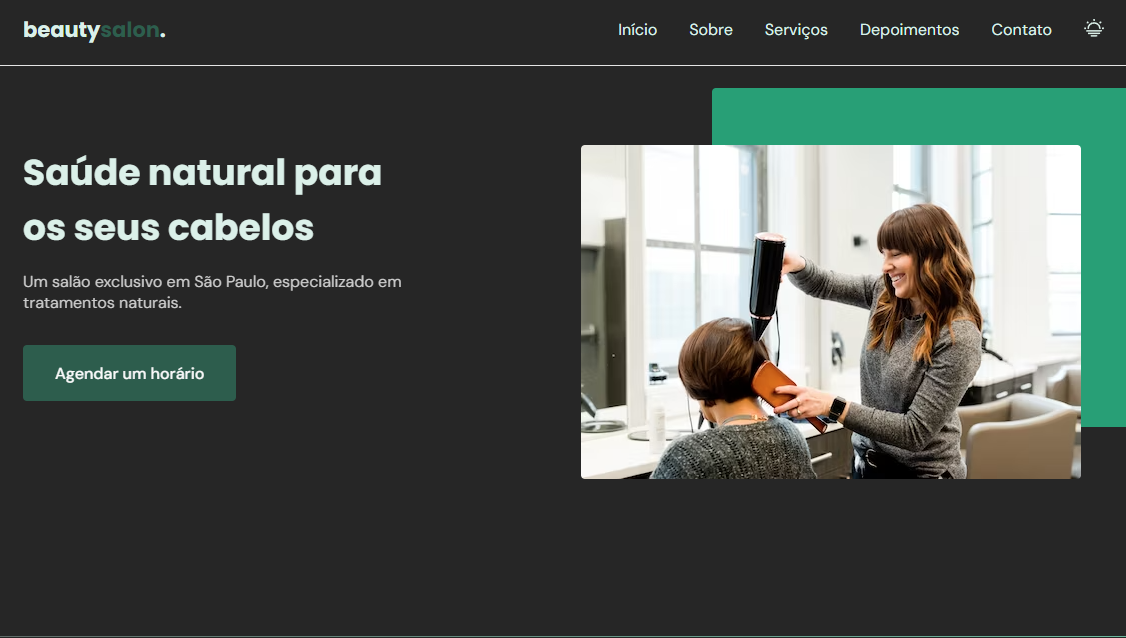 beautysalon.
Início Sobre Serviços Depoimentos Contato
Saúde natural para
os seus cabelos
Um salão exclusivo em São Paulo, especializado em
tratamentos naturais.
Agendar um horário